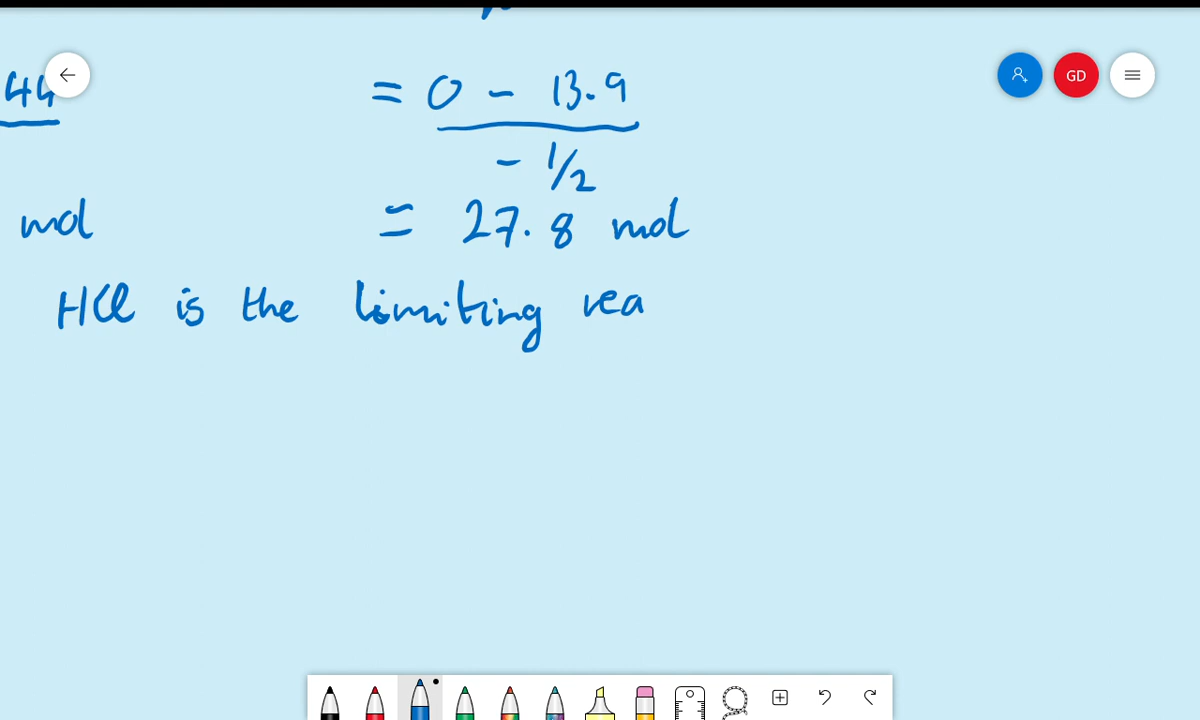 44
= 0 - 13.9
- 1/2
mol = 27.8 mol
HCl is the limiting rea
GD